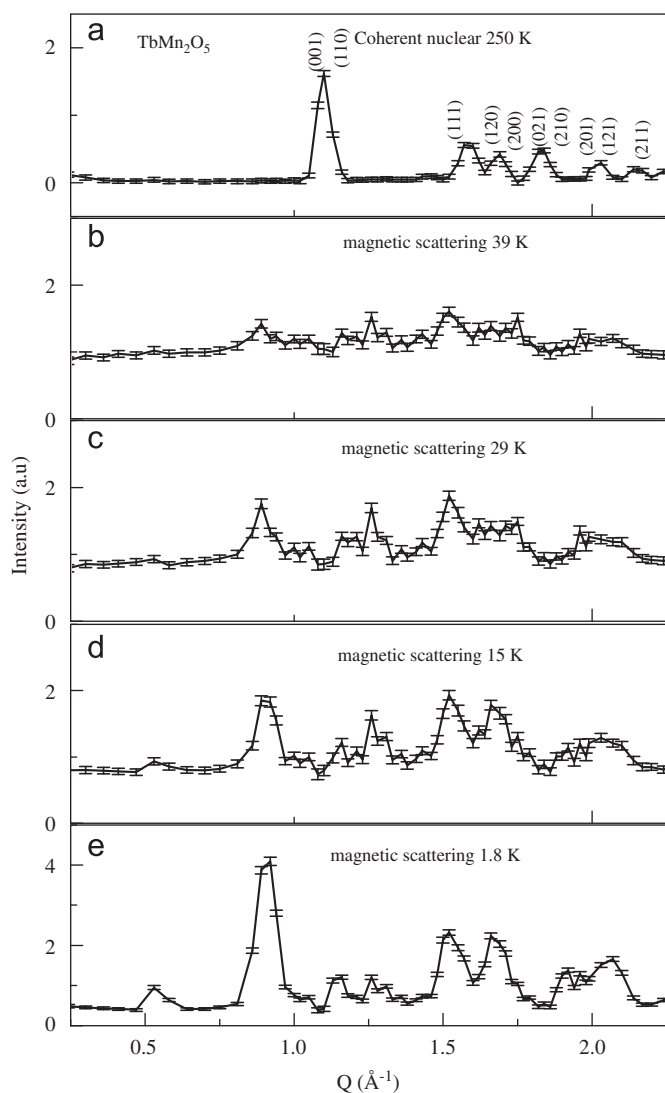 a
TbMn2O5
Coherent nuclear 250 K
(001)
(110)
(111)
(120)
(200)
(021)
(210)
(201)
(121)
(211)
2
0
b
magnetic scattering 39 K
2
0
c
magnetic scattering 29 K
2
0
d
magnetic scattering 15 K
2
0
e
magnetic scattering 1.8 K
4
2
0
Intensity (a.u)
0.5
1.0
1.5
2.0
Q (Å-1)